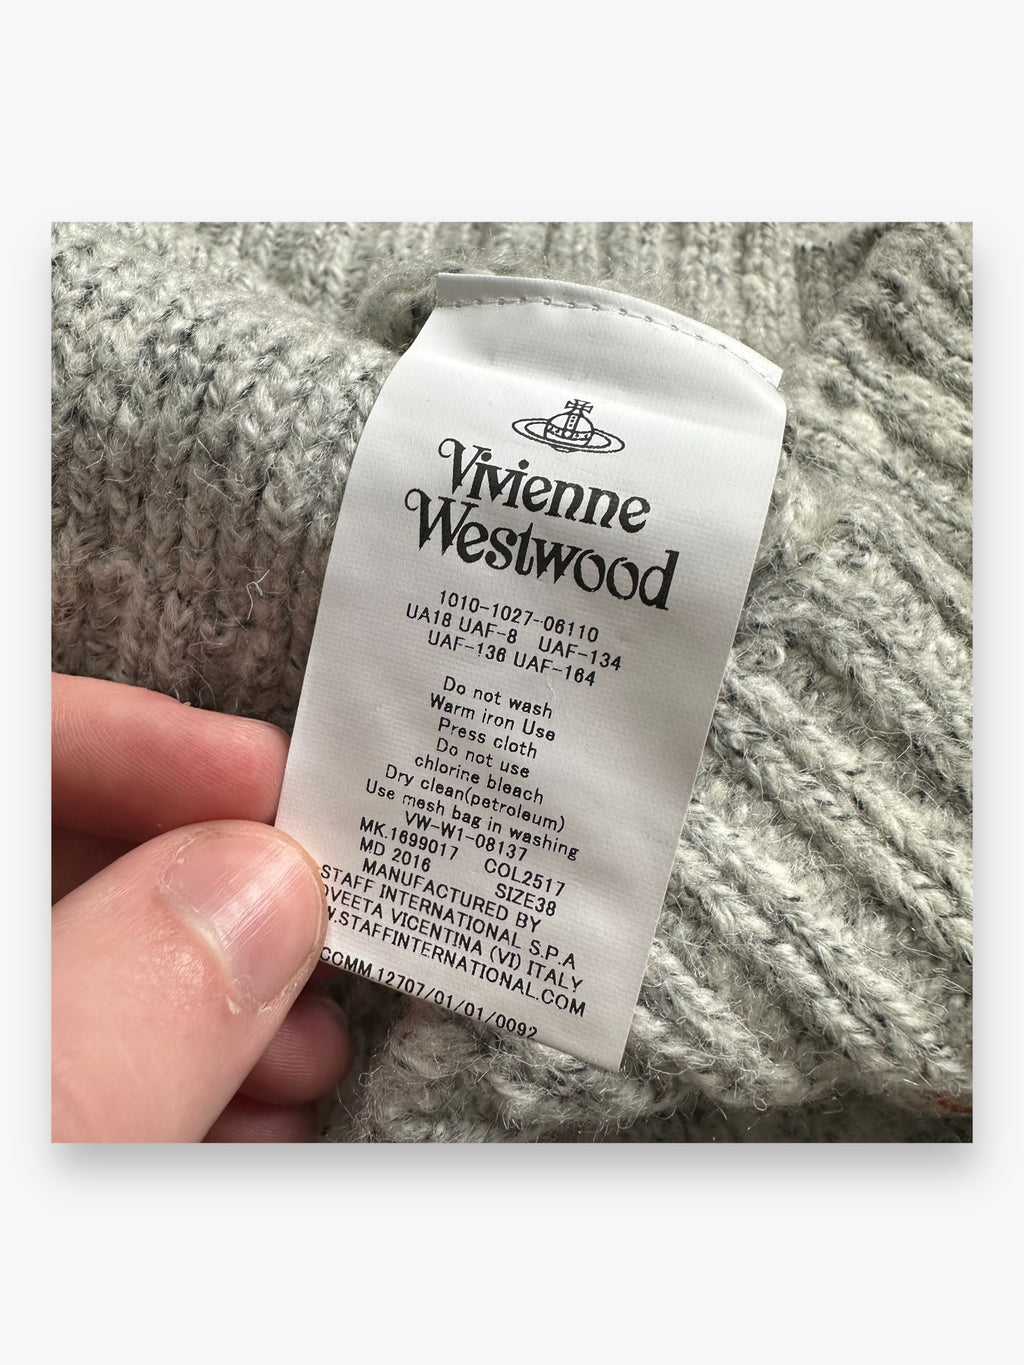 Vivienne
Westwood
1010-1027-06110
UA18 UAF-8 UAF-134
UAF-136 UAF-164
Do not wash
Warm iron Use
Press cloth
Do not use
chlorine bleach
Dry clean(petroleum)
Use mesh bag in washing
VW-W1-08137
MK.1699017 COL2517
MD 2016 SIZE38
MANUFACTURED BY
STAFF INTERNATIONAL S.P.A
OVEETA VICENTINA (VI) ITALY
W.STAFFINTERNATIONAL.COM
COMM.12707/01/01/0092